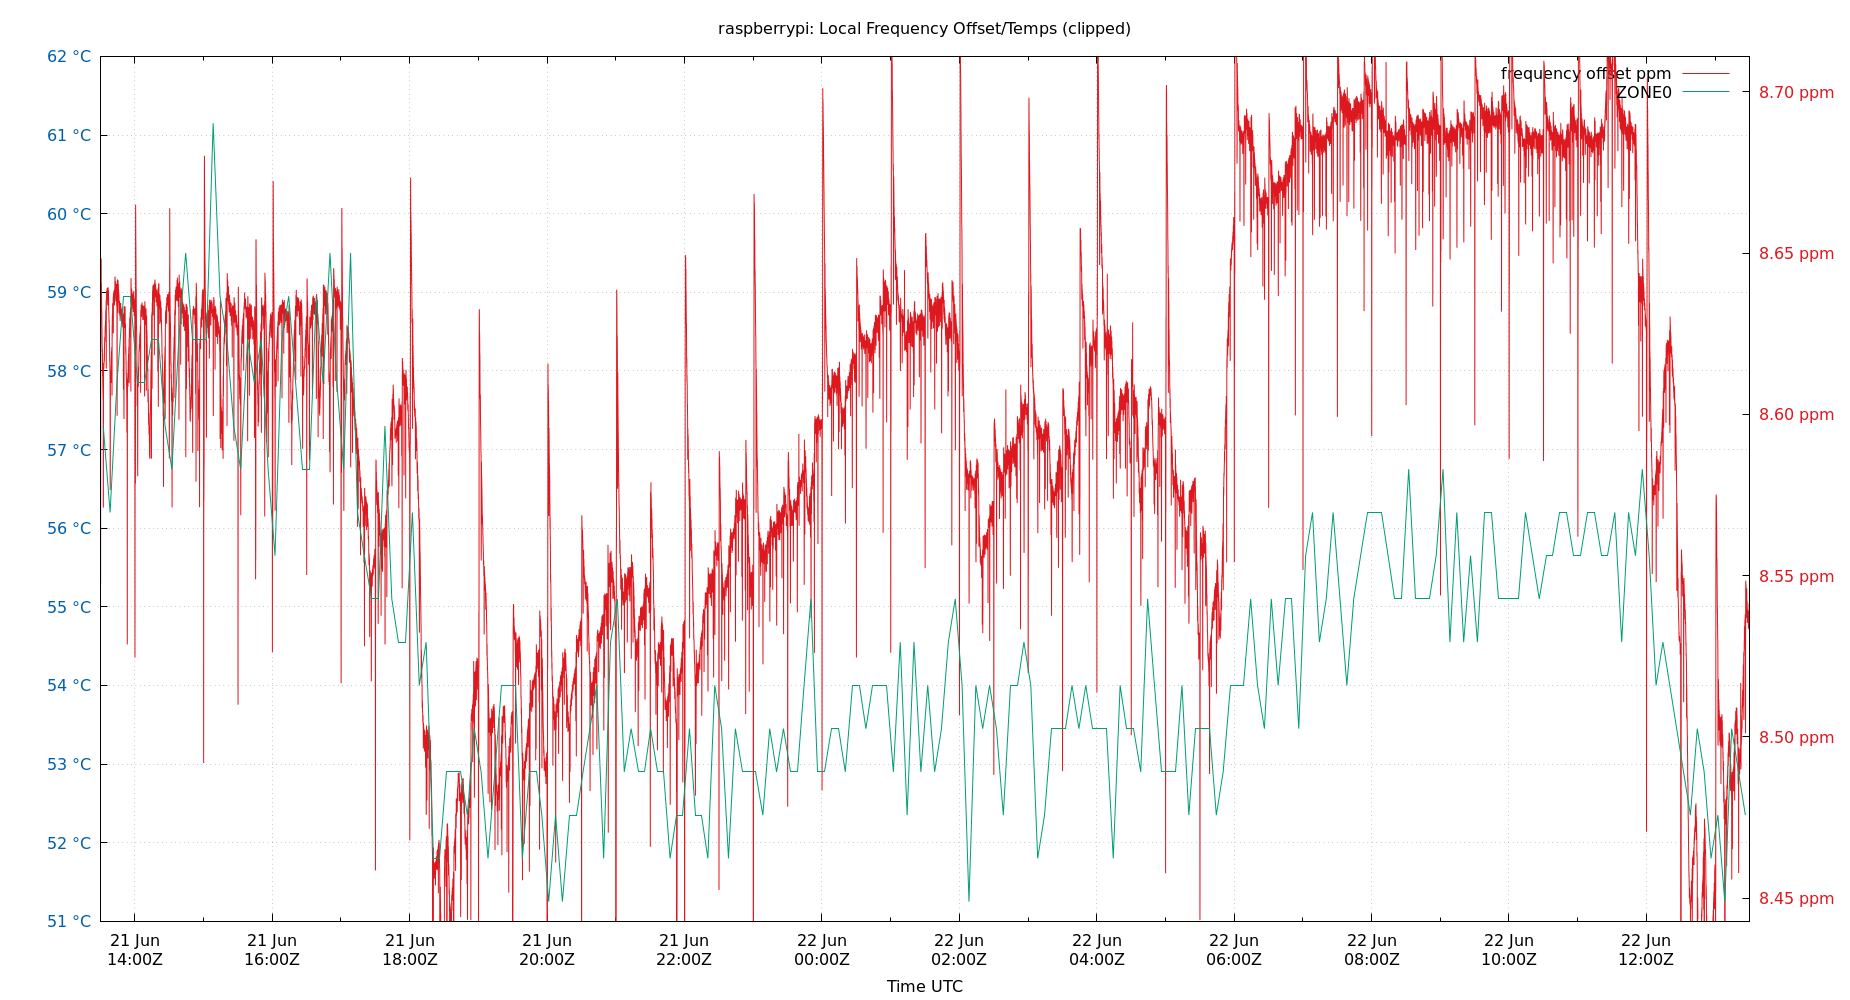 raspberrypi: Local Frequency Offset/Temps (clipped)
62 °C
61 °C
60 °C
59 °C
58 °C
57 °C
56 °C
55 °C
54 °C
53 °C
52 °C
51 °C
frequency offset ppm
ZONE0
8.70 ppm
8.65 ppm
8.60 ppm
8.55 ppm
8.50 ppm
8.45 ppm
21 Jun 21 Jun 21 Jun 21 Jun 21 Jun 22 Jun 22 Jun 22 Jun 22 Jun 22 Jun 22 Jun 22 Jun
14:00Z 16:00Z 18:00Z 20:00Z 22:00Z 00:00Z 02:00Z 04:00Z 06:00Z 08:00Z 10:00Z 12:00Z
Time UTC